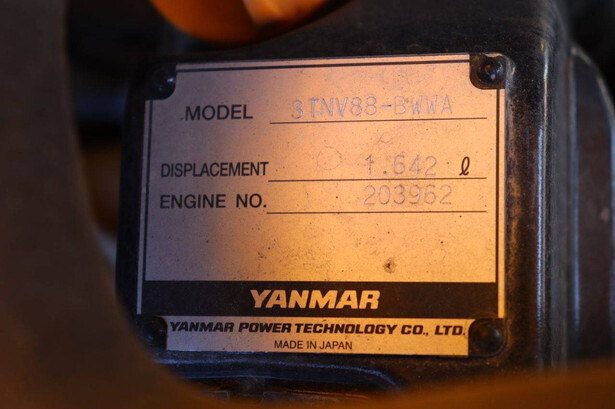 MODEL 3TNV88-BWWA
DISPLACEMENT 1.642 ℓ
ENGINE NO. 203962
YANMAR
YANMAR POWER TECHNOLOGY CO., LTD.
MADE IN JAPAN